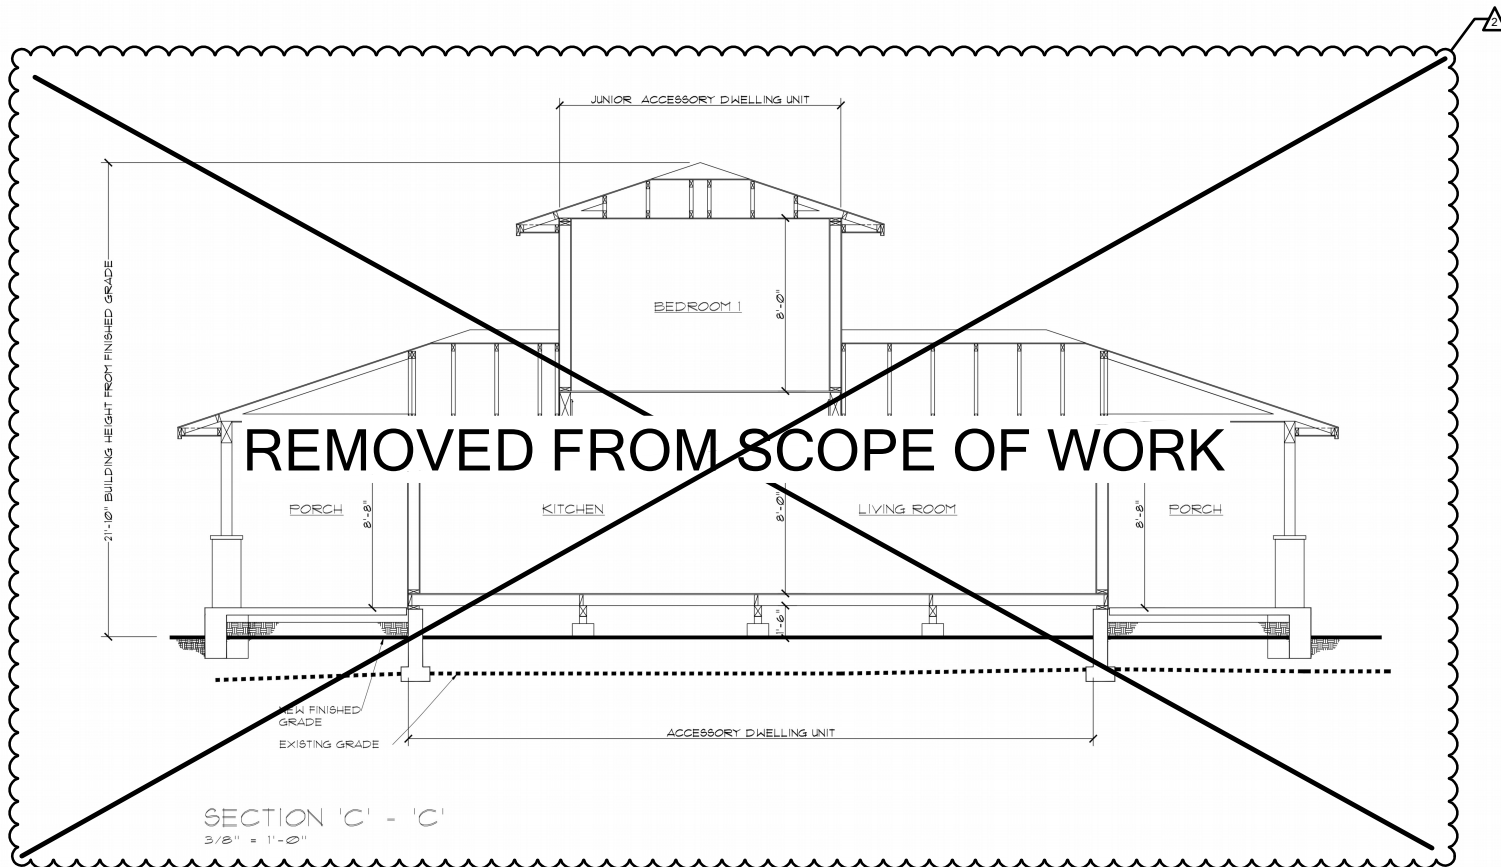 2
JUNIOR ACCESSORY DWELLING UNIT
21'-10" BUILDING HEIGHT FROM FINISHED GRADE
BEDROOM 1
8'-0"
REMOVED FROM SCOPE OF WORK
PORCH
8'-8"
KITCHEN
8'-0"
LIVING ROOM
8'-8"
PORCH
1'-6"
NEW FINISHED
GRADE
EXISTING GRADE
ACCESSORY DWELLING UNIT
SECTION 'C' - 'C'
3/8" = 1'-0"